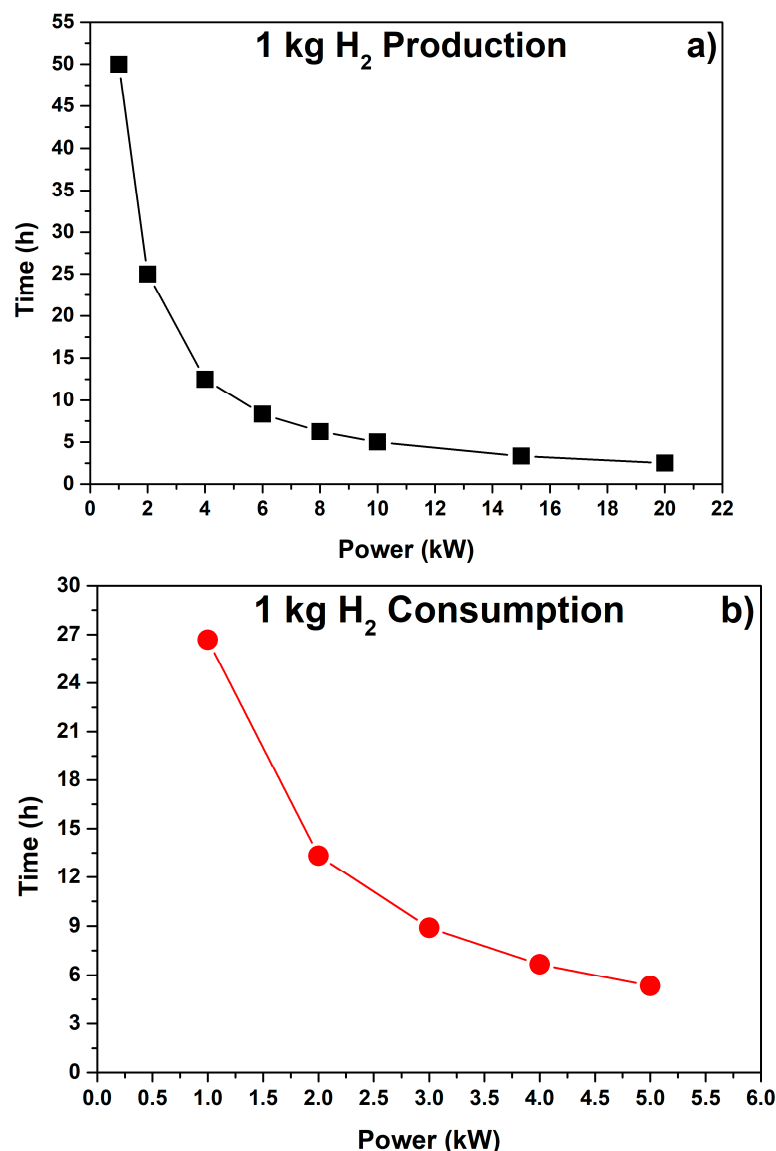 1 kg H₂ Production a)
55
50
45
40
35
30
25
20
15
10
5
0
Time (h)
0 2 4 6 8 10 12 14 16 18 20 22
Power (kW)
1 kg H₂ Consumption b)
30
27
24
21
18
15
12
9
6
3
0
Time (h)
0.0 0.5 1.0 1.5 2.0 2.5 3.0 3.5 4.0 4.5 5.0 5.5 6.0
Power (kW)